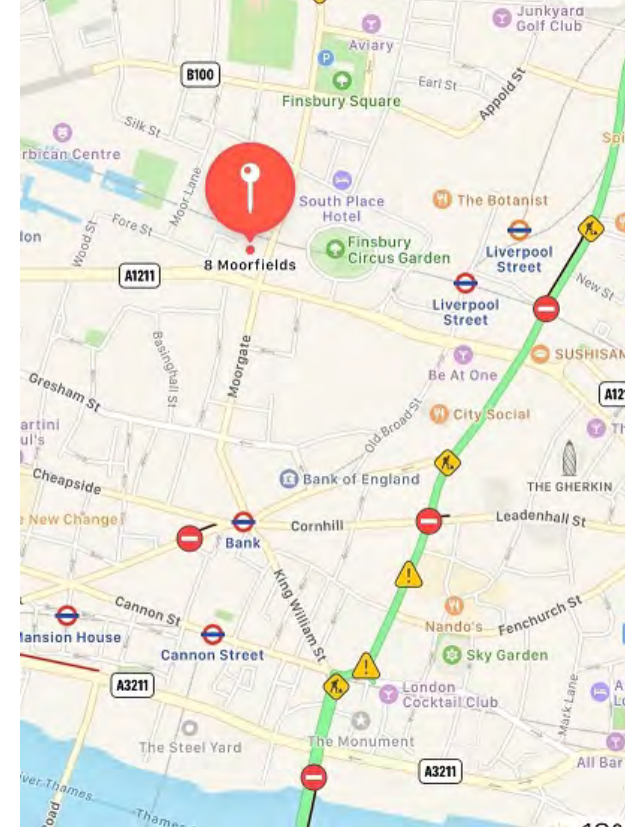 Junkyard
Golf Club
Aviary
P
B100
Earl St
Finsbury Square
Appold St
Silk St
rbican Centre
Moor Lane
South Place
Hotel
The Botanist
Fore St
Wood St
Finsbury
Circus Garden
Liverpool
Street
8 Moorfields
A1211
New St
Liverpool
Street
Basinghall St
Moorgate
SUSHISAM
Be At One
Gresham St
A12
Old Broad St
City Social
Bank of England
THE GHERKIN
Cheapside
e New Change
Cornhill
Leadenhall St
Bank
King William St
Cannon St
Nando's
Fenchurch St
Mansion House
Cannon Street
Sky Garden
A3211
London
Cocktail Club
Mark Lane
The Steel Yard
The Monument
All Bar
A3211
ver Thames
Thames
oad